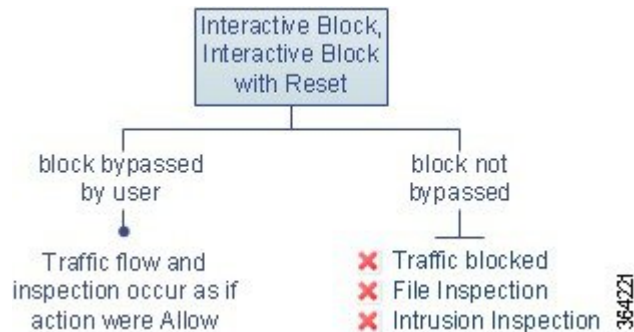 Interactive Block,
Interactive Block
with Reset
block bypassed
by user
block not
bypassed
Traffic flow and
inspection occur as if
action were Allow
Traffic blocked
File Inspection
Intrusion Inspection
364221